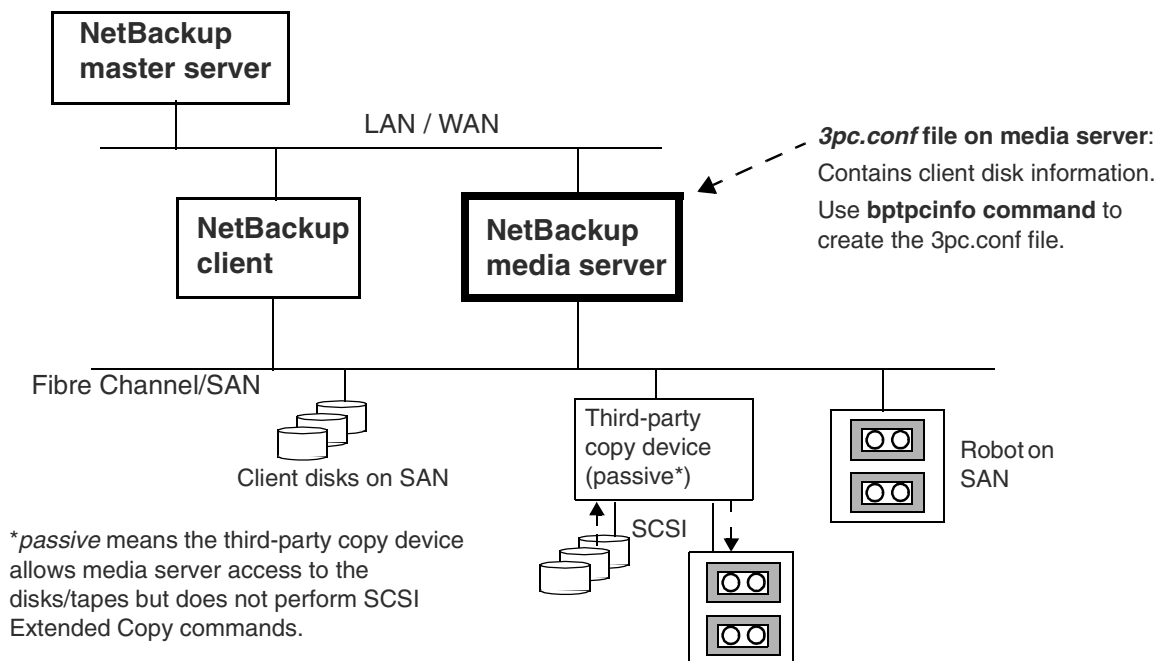 NetBackup
master server
LAN / WAN
3pc.conf file on media server:
Contains client disk information.
Use bptpcinfo command to
create the 3pc.conf file.
NetBackup
client
NetBackup
media server
Fibre Channel/SAN
Client disks on SAN
Third-party
copy device
(passive*)
Robot on
SAN
SCSI
*passive means the third-party copy device
allows media server access to the
disks/tapes but does not perform SCSI
Extended Copy commands.